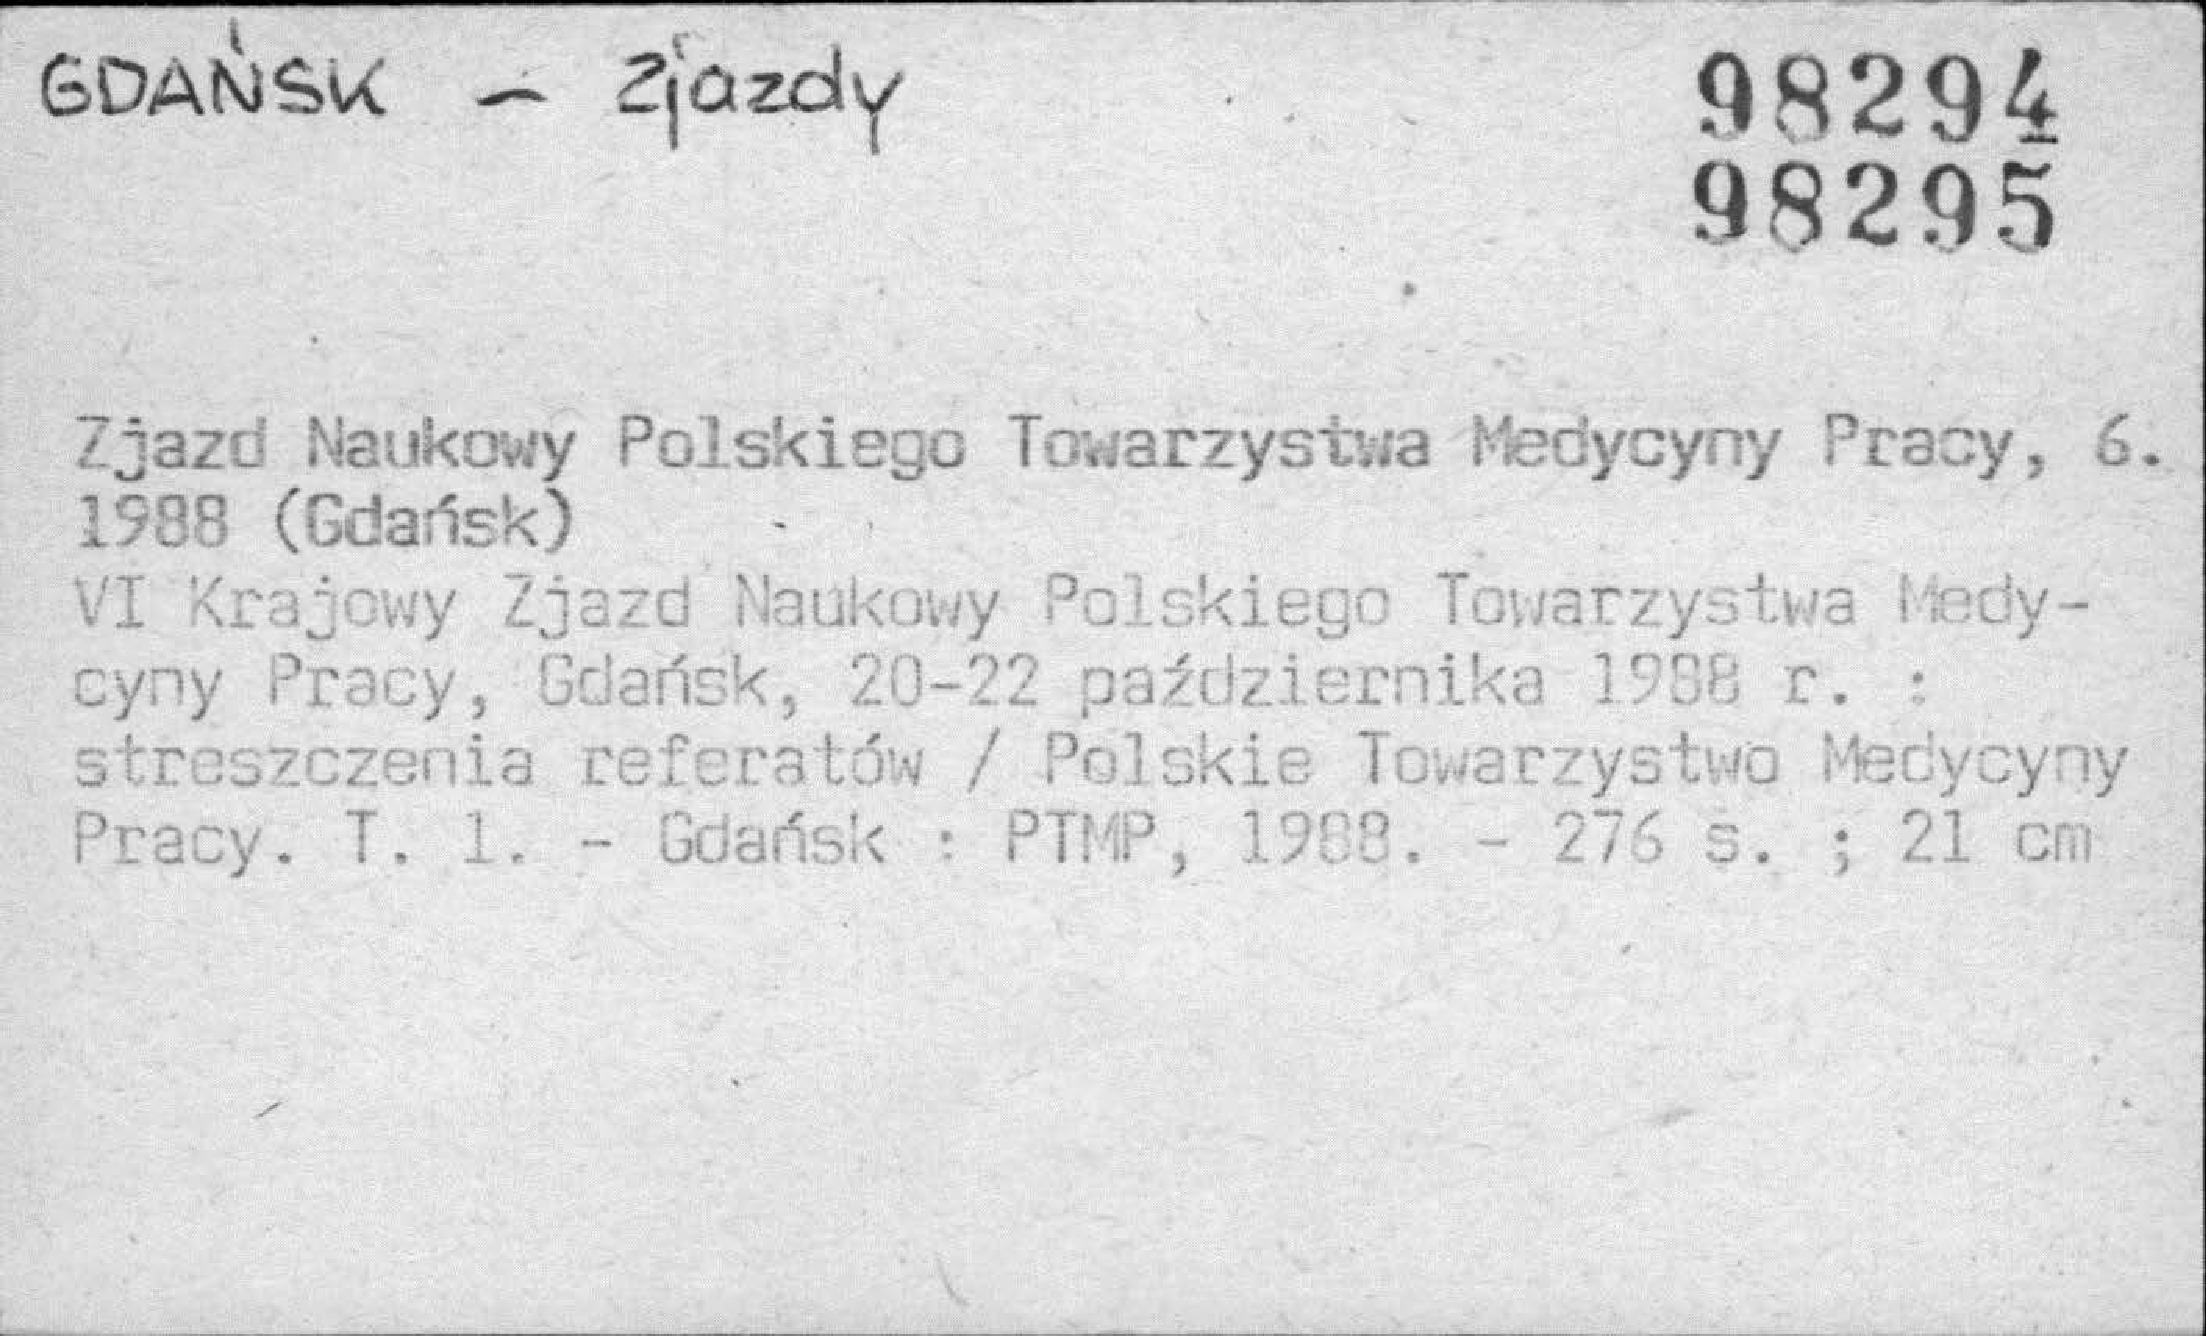 GDAŃSK - Zjazdy
98294
98295
Zjazd Naukowy Polskiego Towarzystwa Medycyny Pracy, 6.
1988 (Gdańsk)
VI Krajowy Zjazd Naukowy Polskiego Towarzystwa Medy-
cyny Pracy, Gdańsk, 20-22 października 1988 r. :
streszczenia referatów / Polskie Towarzystwo Medycyny
Pracy. T. 1. - Gdańsk : PTMP, 1988. - 276 s. ; 21 cm